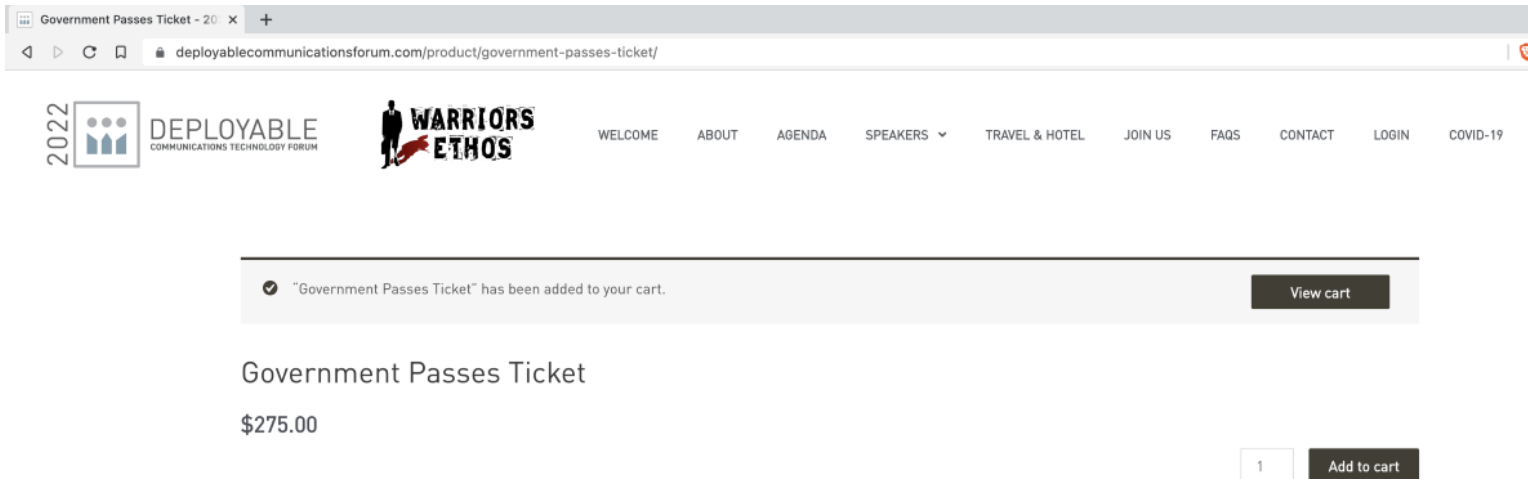 Government Passes Ticket - 20
deployablecommunicationsforum.com/product/government-passes-ticket/
2022
DEPLOYABLE
COMMUNICATIONS TECHNOLOGY FORUM
WARRIORS
ETHOS
WELCOME ABOUT AGENDA SPEAKERS TRAVEL & HOTEL JOIN US FAQS CONTACT LOGIN COVID-19
"Government Passes Ticket" has been added to your cart. View cart
Government Passes Ticket
$275.00
1 Add to cart